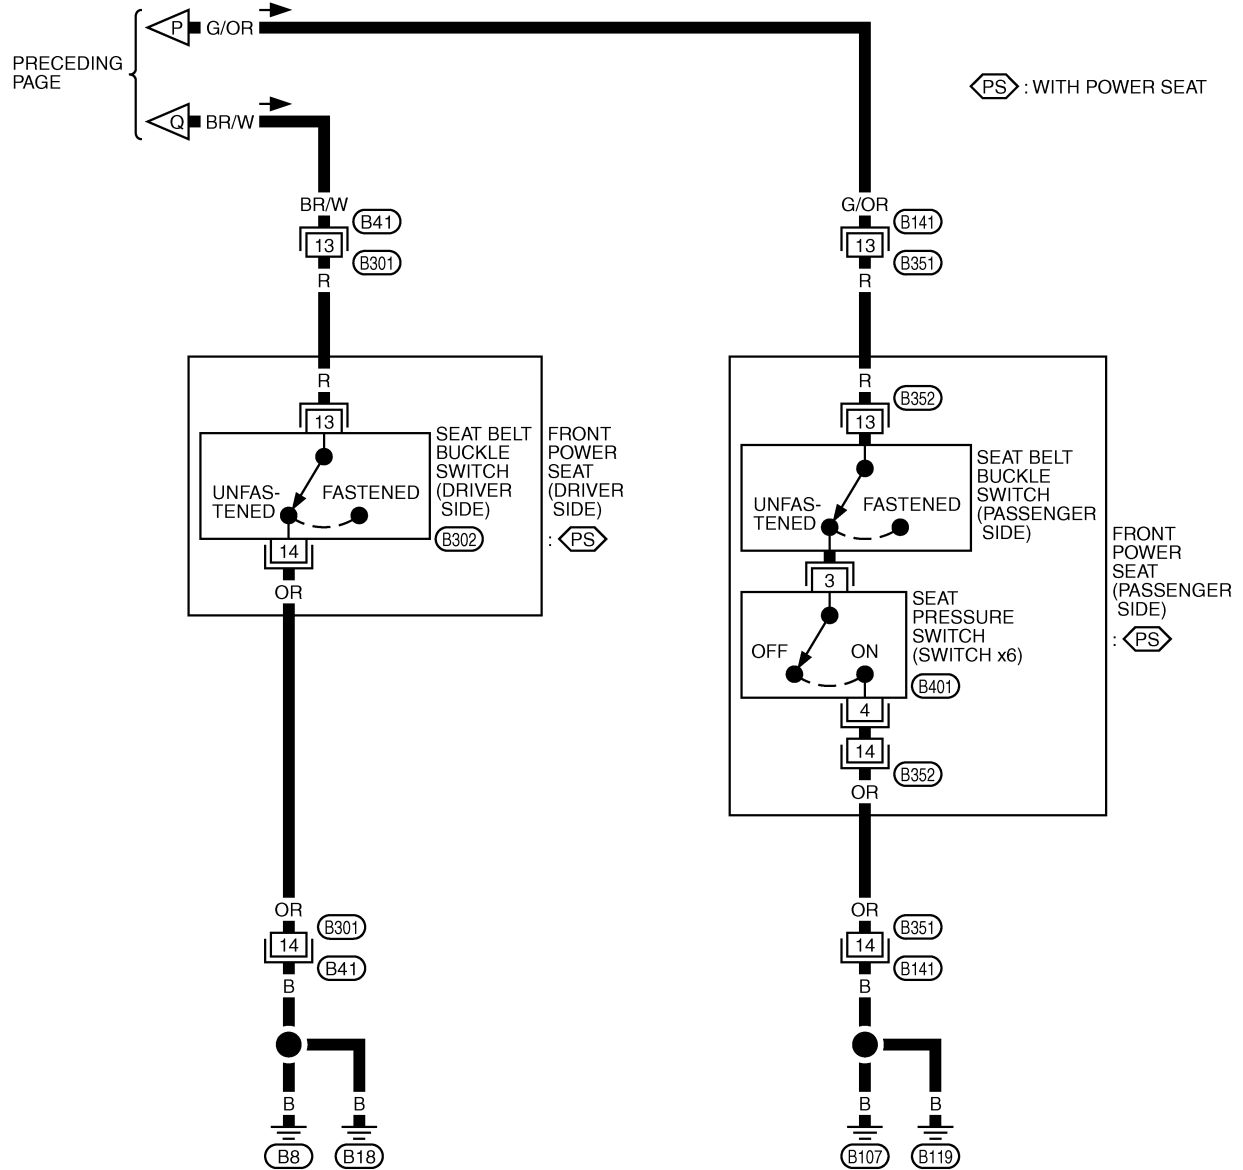 P G/OR
PRECEDING
PAGE
PS : WITH POWER SEAT
Q BR/W
BR/W
B41
13
B301
R
G/OR
B141
13
B351
R
R
13
SEAT BELT
BUCKLE
SWITCH
(DRIVER
SIDE)
B302
FRONT
POWER
SEAT
(DRIVER
SIDE)
: PS
UNFAS-
TENED
FASTENED
14
OR
R
B352
13
SEAT BELT
BUCKLE
SWITCH
(PASSENGER
SIDE)
UNFAS-
TENED
FASTENED
3
FRONT
POWER
SEAT
(PASSENGER
SIDE)
: PS
SEAT
PRESSURE
SWITCH
(SWITCH x6)
B401
OFF
ON
4
14
B352
OR
OR
B301
14
B41
B
OR
B351
14
B141
B
B
B
B8
B18
B
B
B107
B119